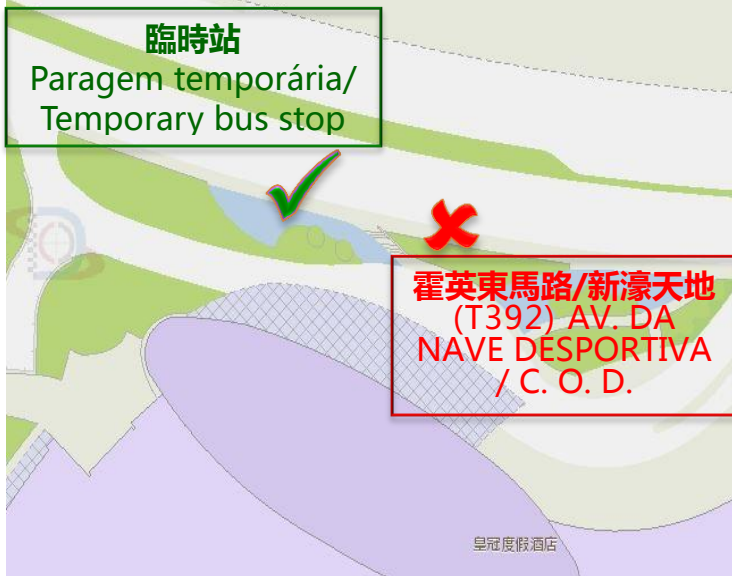 臨時站
Paragem temporária/
Temporary bus stop
霍英東馬路/新濠天地
(T392) AV. DA
NAVE DESPORTIVA
/ C. O. D.
皇冠度假酒店